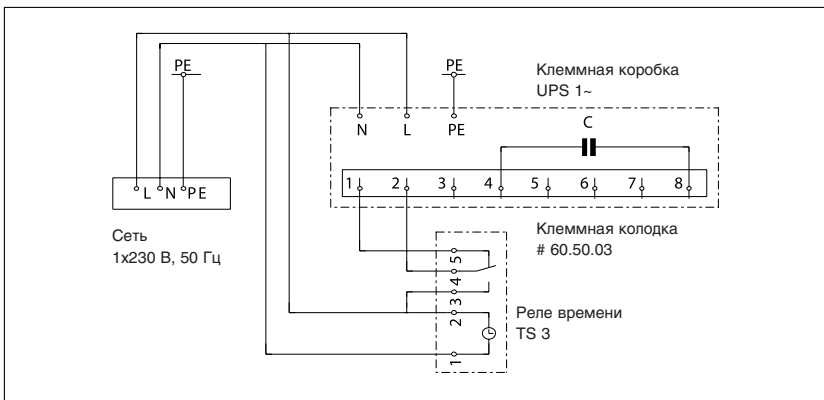 PE
PE
Клеммная коробка
UPS 1~
N L PE
C
1 2 3 4 5 6 7 8
L N PE
Сеть
1x230 В, 50 Гц
Клеммная колодка
# 60.50.03
5
4
3
2
1
Реле времени
TS 3